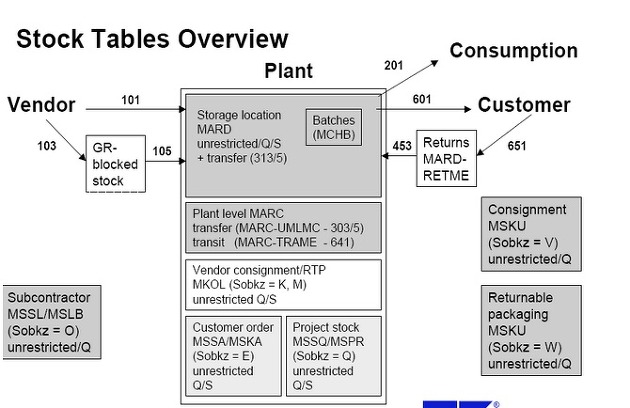 Stock Tables Overview
Plant
201
Consumption
Vendor
101
601
Customer
103
GR-
blocked
stock
105
Storage location
MARD
unrestricted/Q/S
+ transfer (313/5)
Batches
(MCHB)
453
Returns
MARD-
RETME
651
Plant level MARC
transfer (MARC-UMLMC - 303/5)
transit (MARC-TRAME - 641)
Consignment
MSKU
(Sobkz = V)
unrestricted/Q
Vendor consignment/RTP
MKOL (Sobkz = K, M)
unrestricted Q/S
Subcontractor
MSSL/MSLB
(Sobkz = O)
unrestricted/Q
Customer order
MSSA/MSKA
(Sobkz = E)
unrestricted
Q/S
Project stock
MSSQ/MSPR
(Sobkz = Q)
unrestricted
Q/S
Returnable
packaging
MSKU
(Sobkz = W)
unrestricted/Q
®